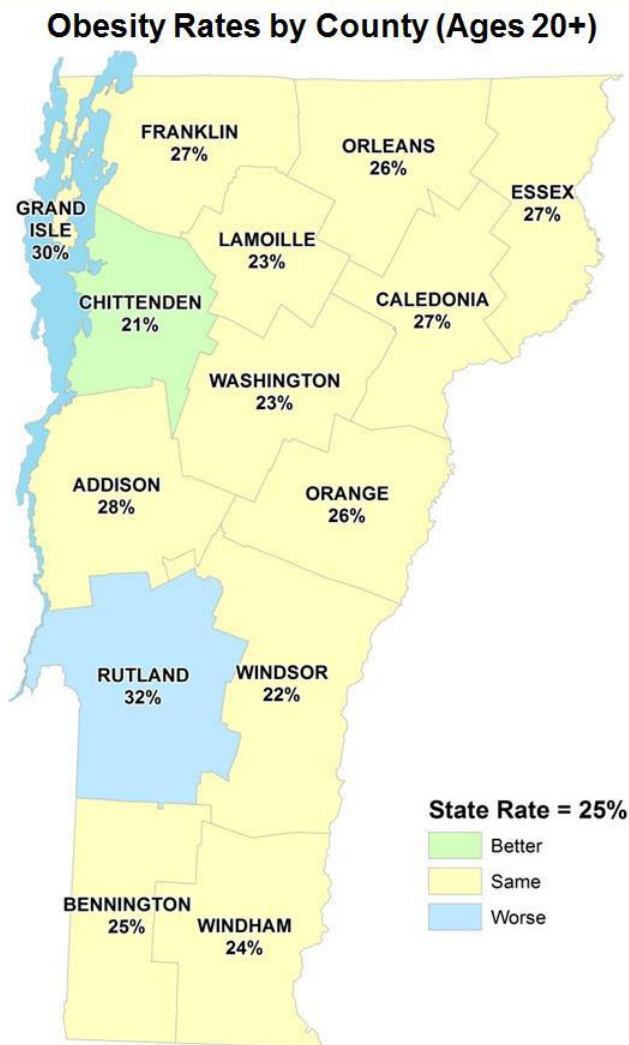 Obesity Rates by County (Ages 20+)
FRANKLIN
27%
ORLEANS
26%
ESSEX
27%
GRAND
ISLE
30%
LAMOILLE
23%
CHITTENDEN
21%
CALEDONIA
27%
WASHINGTON
23%
ADDISON
28%
ORANGE
26%
RUTLAND
32%
WINDSOR
22%
State Rate = 25%
Better
Same
Worse
BENNINGTON
25%
WINDHAM
24%